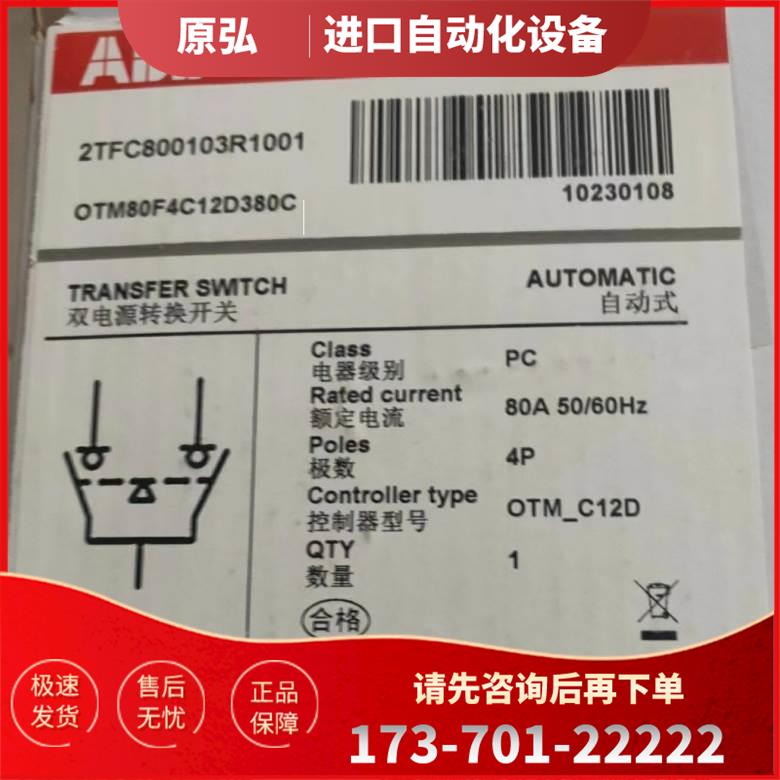 原弘 进口自动化设备
ABB
2TFC800103R1001
10230108
OTM80F4C12D380C
TRANSFER SWITCH
双电源转换开关
AUTOMATIC
自动式
Class
电器级别
PC
Rated current
额定电流
80A 50/60Hz
Poles
极数
4P
Controller type
控制器型号
OTM_C12D
QTY
数量
1
合格
极速
发货
售后
无忧
正品
保障
请先咨询后再下单
173-701-22222